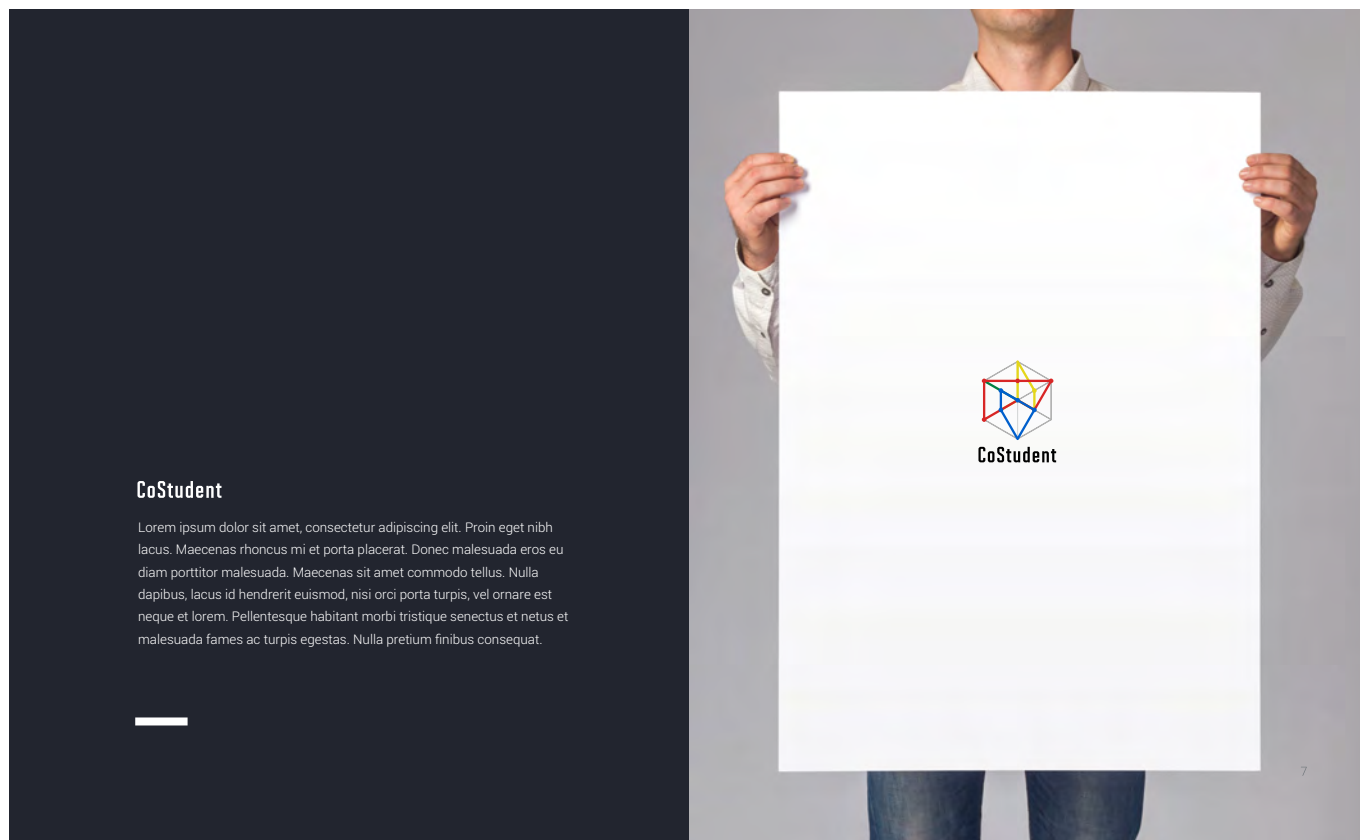 CoStudent
Lorem ipsum dolor sit amet, consectetur adipiscing elit. Proin eget nibh
lacus. Maecenas rhoncus mi et porta placerat. Donec malesuada eros eu
diam porttitor malesuada. Maecenas sit amet commodo tellus. Nulla
dapibus, lacus id hendrerit euismod, nisi orci porta turpis, vel ornare est
neque et lorem. Pellentesque habitant morbi tristique senectus et netus et
malesuada fames ac turpis egestas. Nulla pretium finibus consequat.
CoStudent
7